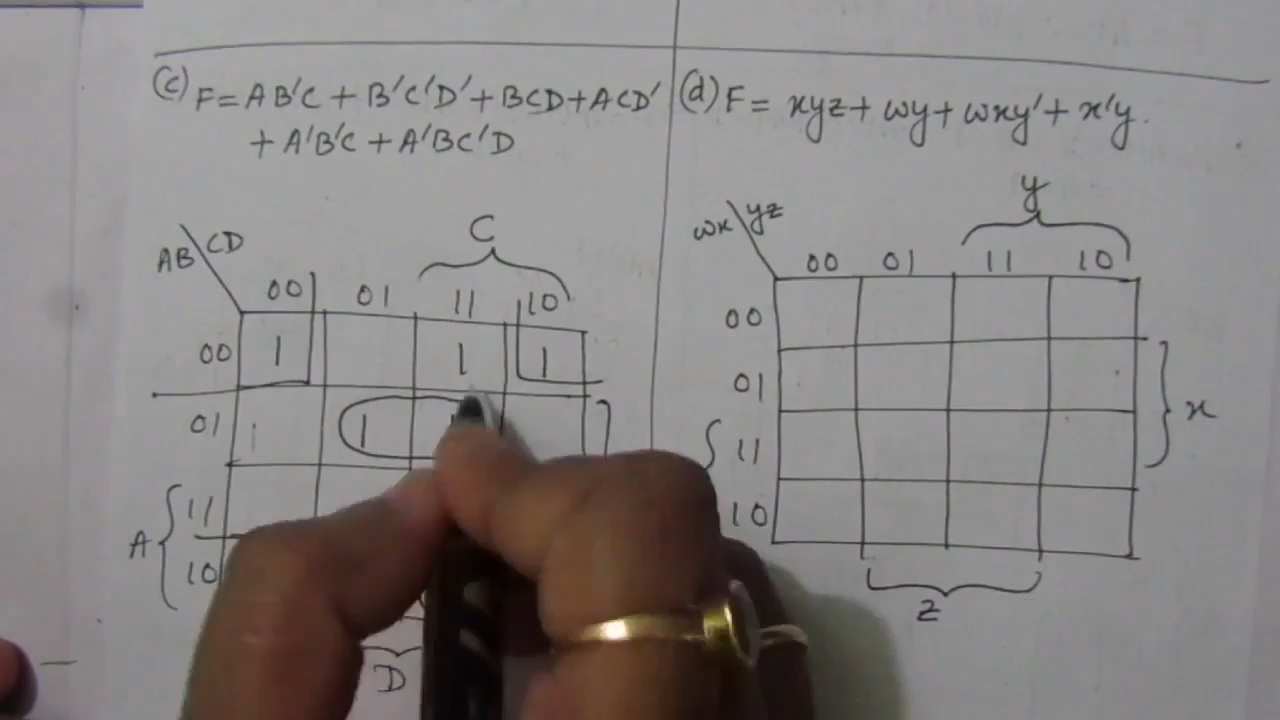 (c) F = AB'C + B'C'D' + BCD + ACD'
+ A'B'C + A'BC'D
(d) F = xyz + wy + wxy' + x'y.
C
AB CD
00 01 11 10
00 1 1 1
01 1 1
A 11
10
D
y
wx yz
00 01 11 10
00
01
11
10
x
z